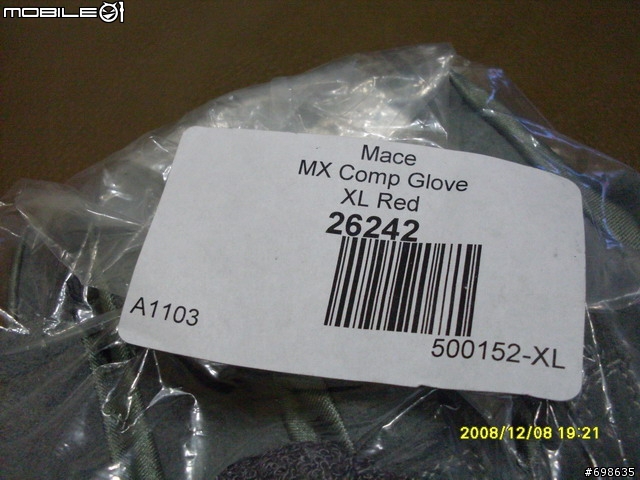 MOBILE01
Mace
MX Comp Glove
XL Red
26242
A1103
500152-XL
2008/12/08 19:21
#698635